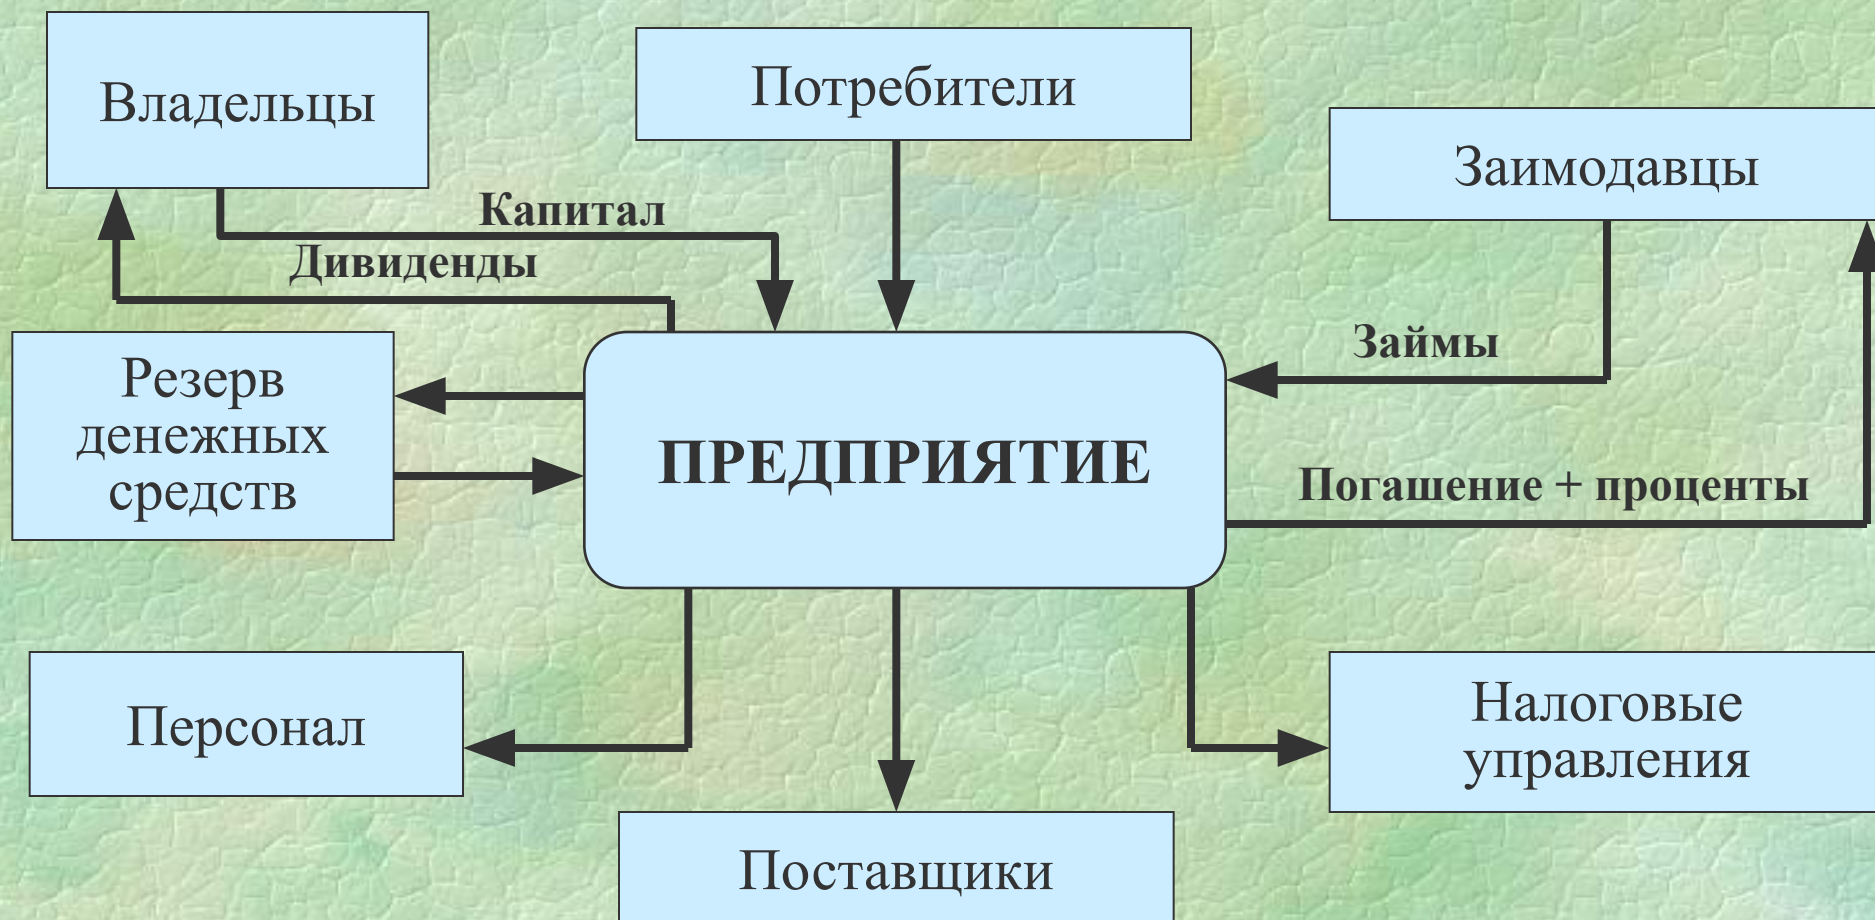 Владельцы
Потребители
Заимодавцы
Капитал
Дивиденды
Займы
Резерв
денежных
средств
ПРЕДПРИЯТИЕ
Погашение + проценты
Персонал
Налоговые
управления
Поставщики